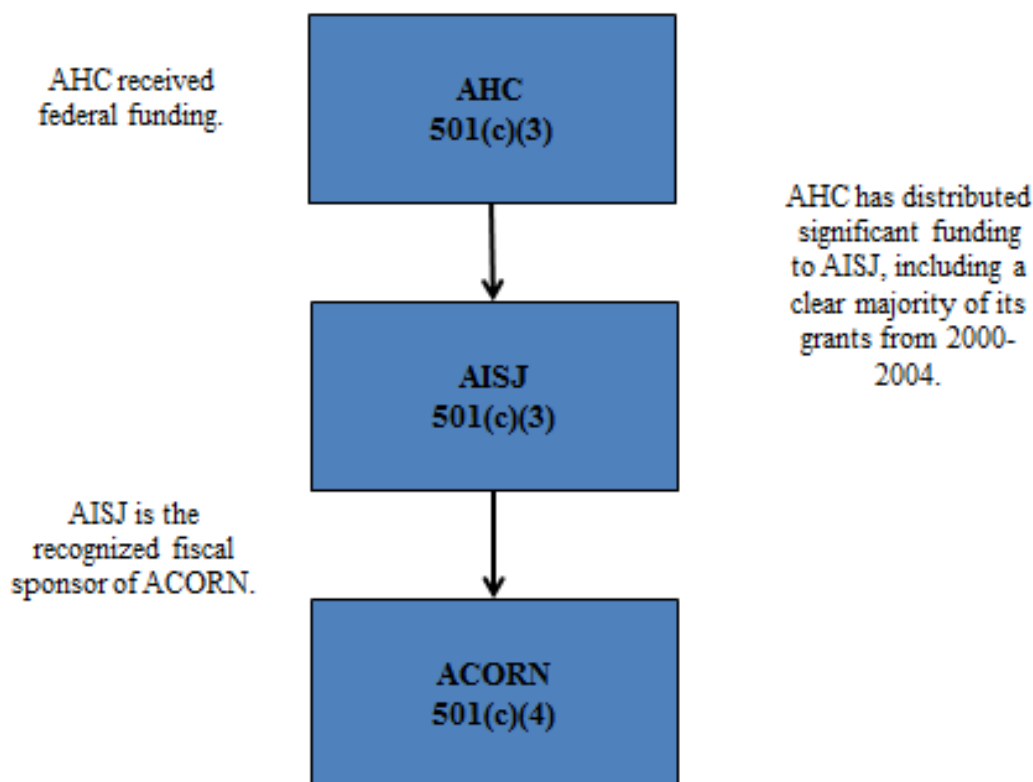 AHC received
federal funding.
AHC
501(c)(3)
AHC has distributed
significant funding
to AISJ, including a
clear majority of its
grants from 2000-
2004.
AISJ
501(c)(3)
AISJ is the
recognized fiscal
sponsor of ACORN.
ACORN
501(c)(4)